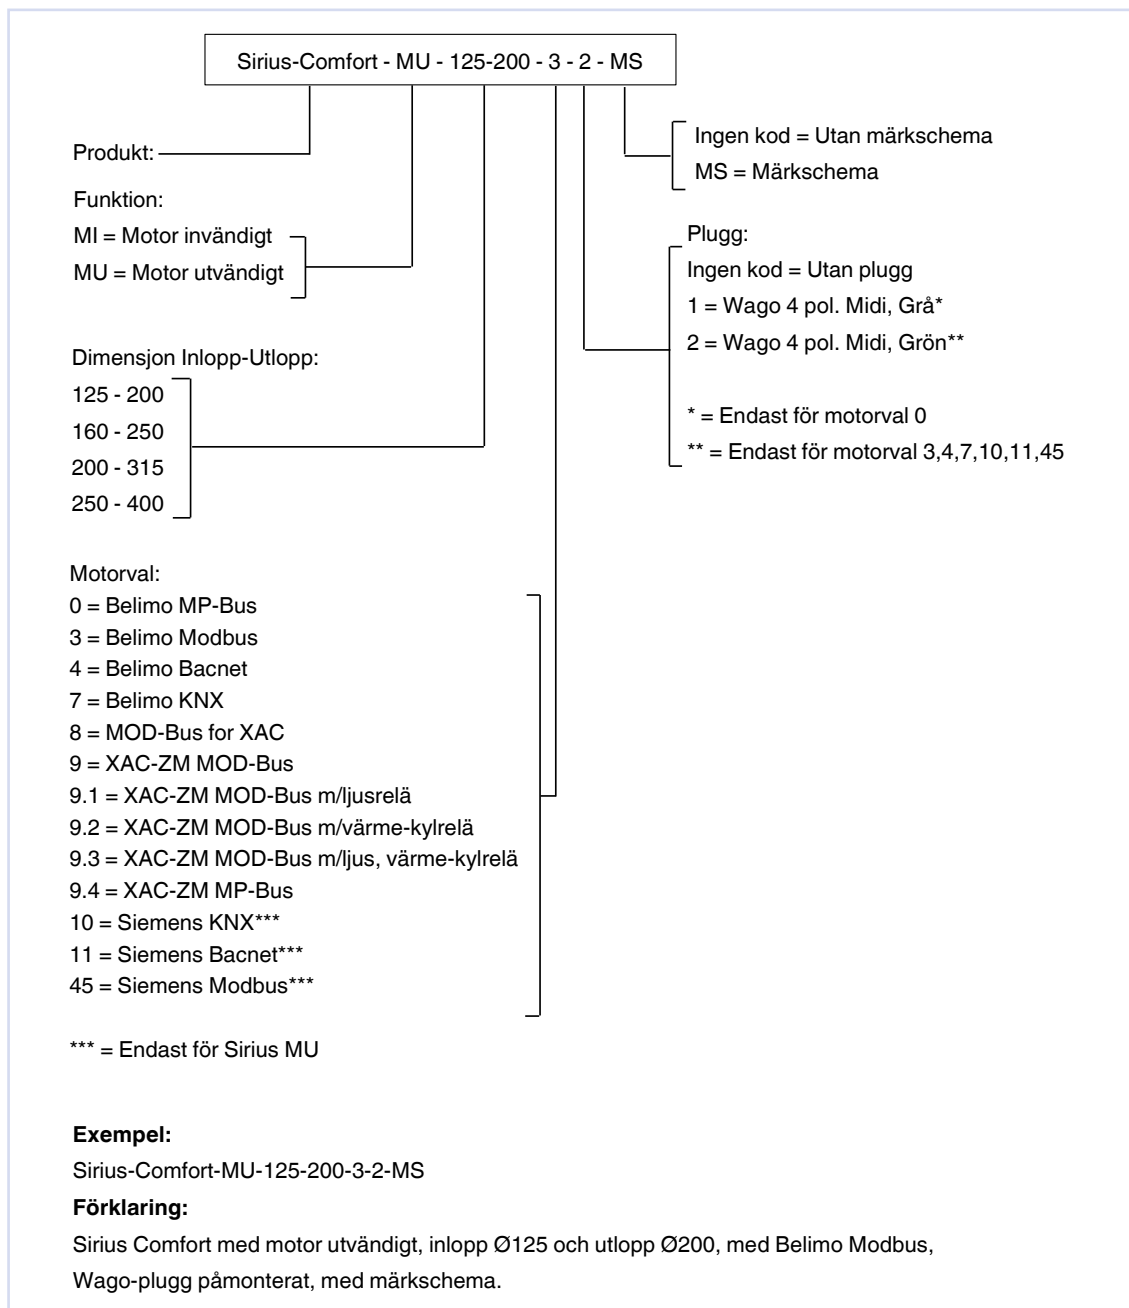 Sirius-Comfort - MU - 125-200 - 3 - 2 - MS
Produkt:
Funktion:
MI = Motor invändigt
MU = Motor utvändigt
Dimensjon Inlopp-Utlopp:
125 - 200
160 - 250
200 - 315
250 - 400
Motorval:
0 = Belimo MP-Bus
3 = Belimo Modbus
4 = Belimo Bacnet
7 = Belimo KNX
8 = MOD-Bus for XAC
9 = XAC-ZM MOD-Bus
9.1 = XAC-ZM MOD-Bus m/ljusrelä
9.2 = XAC-ZM MOD-Bus m/värme-kylrelä
9.3 = XAC-ZM MOD-Bus m/ljus, värme-kylrelä
9.4 = XAC-ZM MP-Bus
10 = Siemens KNX***
11 = Siemens Bacnet***
45 = Siemens Modbus***
*** = Endast för Sirius MU
Ingen kod = Utan märkschema
MS = Märkschema
Plugg:
Ingen kod = Utan plugg
1 = Wago 4 pol. Midi, Grå*
2 = Wago 4 pol. Midi, Grön**
* = Endast för motorval 0
** = Endast för motorval 3,4,7,10,11,45
Exempel:
Sirius-Comfort-MU-125-200-3-2-MS
Förklaring:
Sirius Comfort med motor utvändigt, inlopp Ø125 och utlopp Ø200, med Belimo Modbus,
Wago-plugg påmonterat, med märkschema.